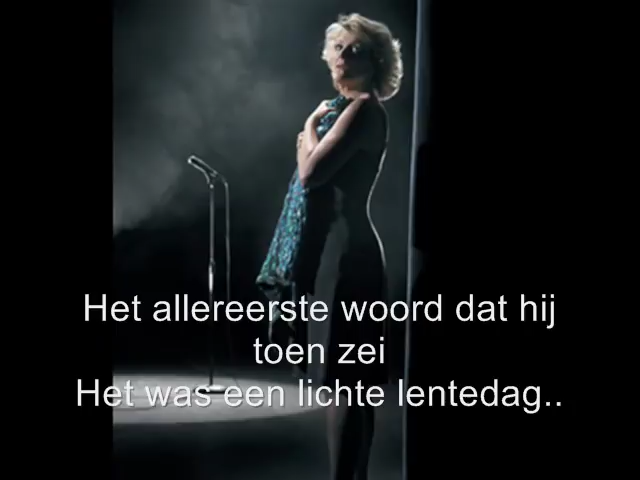 Het allereerste woord dat hij
toen zei
Het was een lichte lentedag..